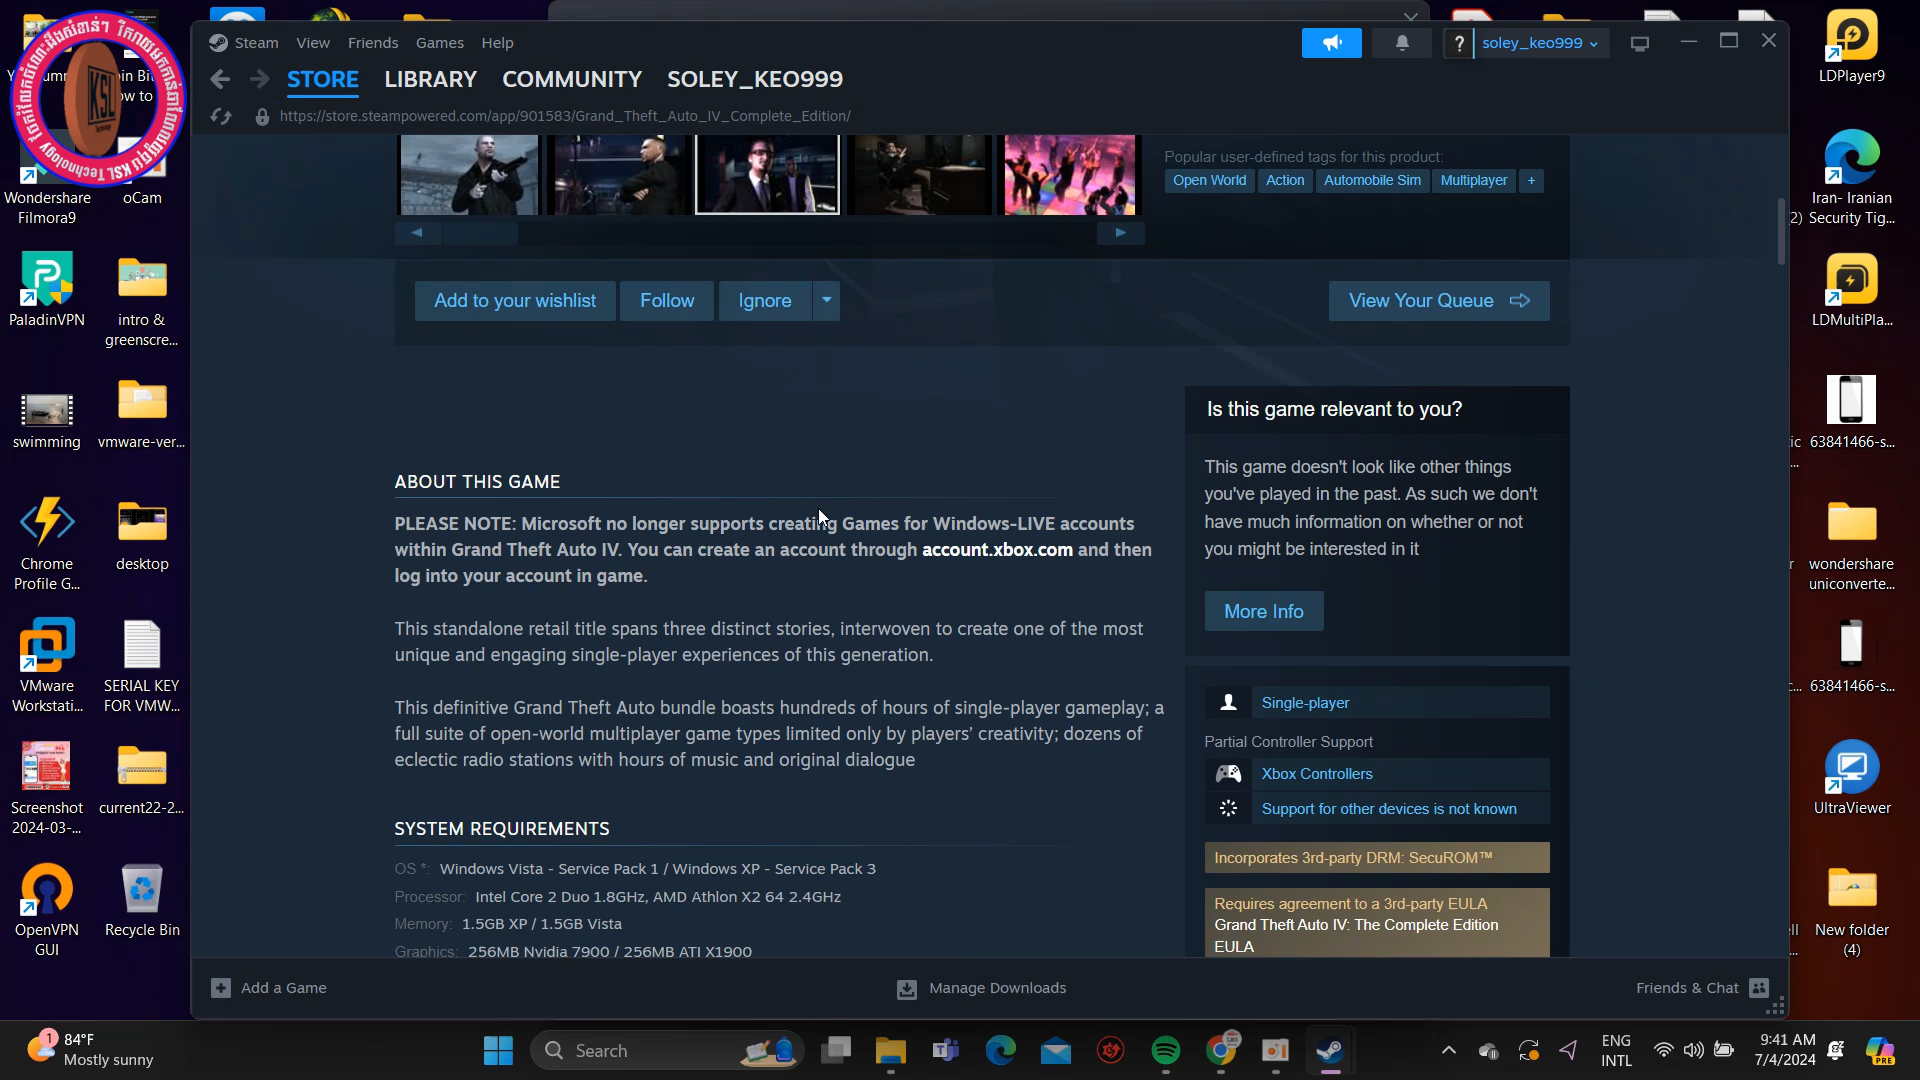 Steam View Friends Games Help
soley_keo999
STORE LIBRARY COMMUNITY SOLEY_KEO999
https://store.steampowered.com/app/901583/Grand_Theft_Auto_IV_Complete_Edition/
Popular user-defined tags for this product:
Open World Action Automobile Sim Multiplayer +
Add to your wishlist Follow Ignore View Your Queue
ABOUT THIS GAME
PLEASE NOTE: Microsoft no longer supports creating Games for Windows-LIVE accounts
within Grand Theft Auto IV. You can create an account through account.xbox.com and then
log into your account in game.
This standalone retail title spans three distinct stories, interwoven to create one of the most
unique and engaging single-player experiences of this generation.
This definitive Grand Theft Auto bundle boasts hundreds of hours of single-player gameplay; a
full suite of open-world multiplayer game types limited only by players' creativity; dozens of
eclectic radio stations with hours of music and original dialogue
SYSTEM REQUIREMENTS
OS *: Windows Vista - Service Pack 1 / Windows XP - Service Pack 3
Processor: Intel Core 2 Duo 1.8GHz, AMD Athlon X2 64 2.4GHz
Memory: 1.5GB XP / 1.5GB Vista
Graphics: 256MB Nvidia 7900 / 256MB ATI X1900
Is this game relevant to you?
This game doesn't look like other things
you've played in the past. As such we don't
have much information on whether or not
you might be interested in it
More Info
Single-player
Partial Controller Support
Xbox Controllers
Support for other devices is not known
Incorporates 3rd-party DRM: SecuROM™
Requires agreement to a 3rd-party EULA
Grand Theft Auto IV: The Complete Edition
EULA
Add a Game Manage Downloads Friends & Chat
KSL
KSL Technology
Wondershare
Filmora9
oCam
PaladinVPN
intro &
greenscre...
swimming
vmware-ver...
Chrome
Profile G...
desktop
VMware
Workstati...
SERIAL KEY
FOR VMW...
Screenshot
2024-03-...
current22-2...
OpenVPN
GUI
Recycle Bin
LDPlayer9
Iran- Iranian
Security Tig...
LDMultiPla...
63841466-s...
wondershare
uniconverte...
63841466-s...
UltraViewer
New folder
(4)
84°F
Mostly sunny
Search
ENG
INTL
9:41 AM
7/4/2024